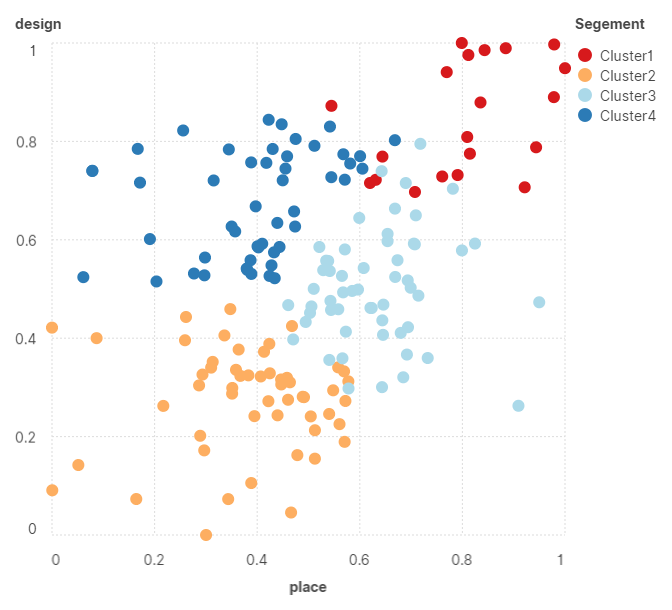 design
Segement
Cluster1
Cluster2
Cluster3
Cluster4
1
0.8
0.6
0.4
0.2
0
0 0.2 0.4 0.6 0.8 1
place